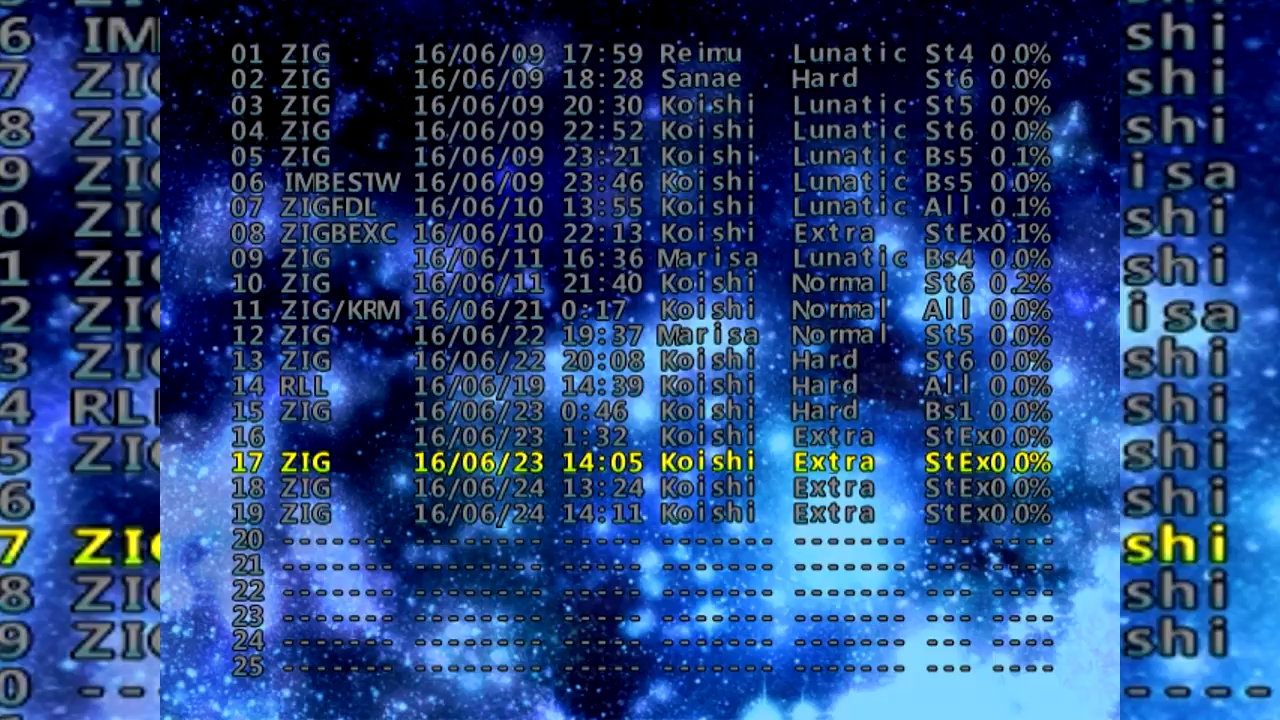 01 ZIG 16/06/09 17:59 Reimu Lunatic St4 0.0%
02 ZIG 16/06/09 18:28 Sanae Hard St6 0.0%
03 ZIG 16/06/09 20:30 Koishi Lunatic St5 0.0%
04 ZIG 16/06/09 22:52 Koishi Lunatic St6 0.0%
05 ZIG 16/06/09 23:21 Koishi Lunatic Bs5 0.1%
06 IMBESTW 16/06/09 23:46 Koishi Lunatic Bs5 0.0%
07 ZIGFDL 16/06/10 13:55 Koishi Lunatic All 0.1%
08 ZIGBEXC 16/06/10 22:13 Koishi Extra StEx0.1%
09 ZIG 16/06/11 16:36 Marisa Lunatic Bs4 0.0%
10 ZIG 16/06/11 21:40 Koishi Normal St6 0.2%
11 ZIG/KRM 16/06/21 0:17 Koishi Normal All 0.0%
12 ZIG 16/06/22 19:37 Marisa Normal St5 0.0%
13 ZIG 16/06/22 20:08 Koishi Hard St6 0.0%
14 RLL 16/06/19 14:39 Koishi Hard All 0.0%
15 ZIG 16/06/23 0:46 Koishi Hard Bs1 0.0%
16 16/06/23 1:32 Koishi Extra StEx0.0%
17 ZIG 16/06/23 14:05 Koishi Extra StEx0.0%
18 ZIG 16/06/24 13:24 Koishi Extra StEx0.0%
19 ZIG 16/06/24 14:11 Koishi Extra StEx0.0%
20 ------- -------- ----- ------- ------- --- ----
21 ------- -------- ----- ------- ------- --- ----
22 ------- -------- ----- ------- ------- --- ----
23 ------- -------- ----- ------- ------- --- ----
24 ------- -------- ----- ------- ------- --- ----
25 ------- -------- ----- ------- ------- --- ----